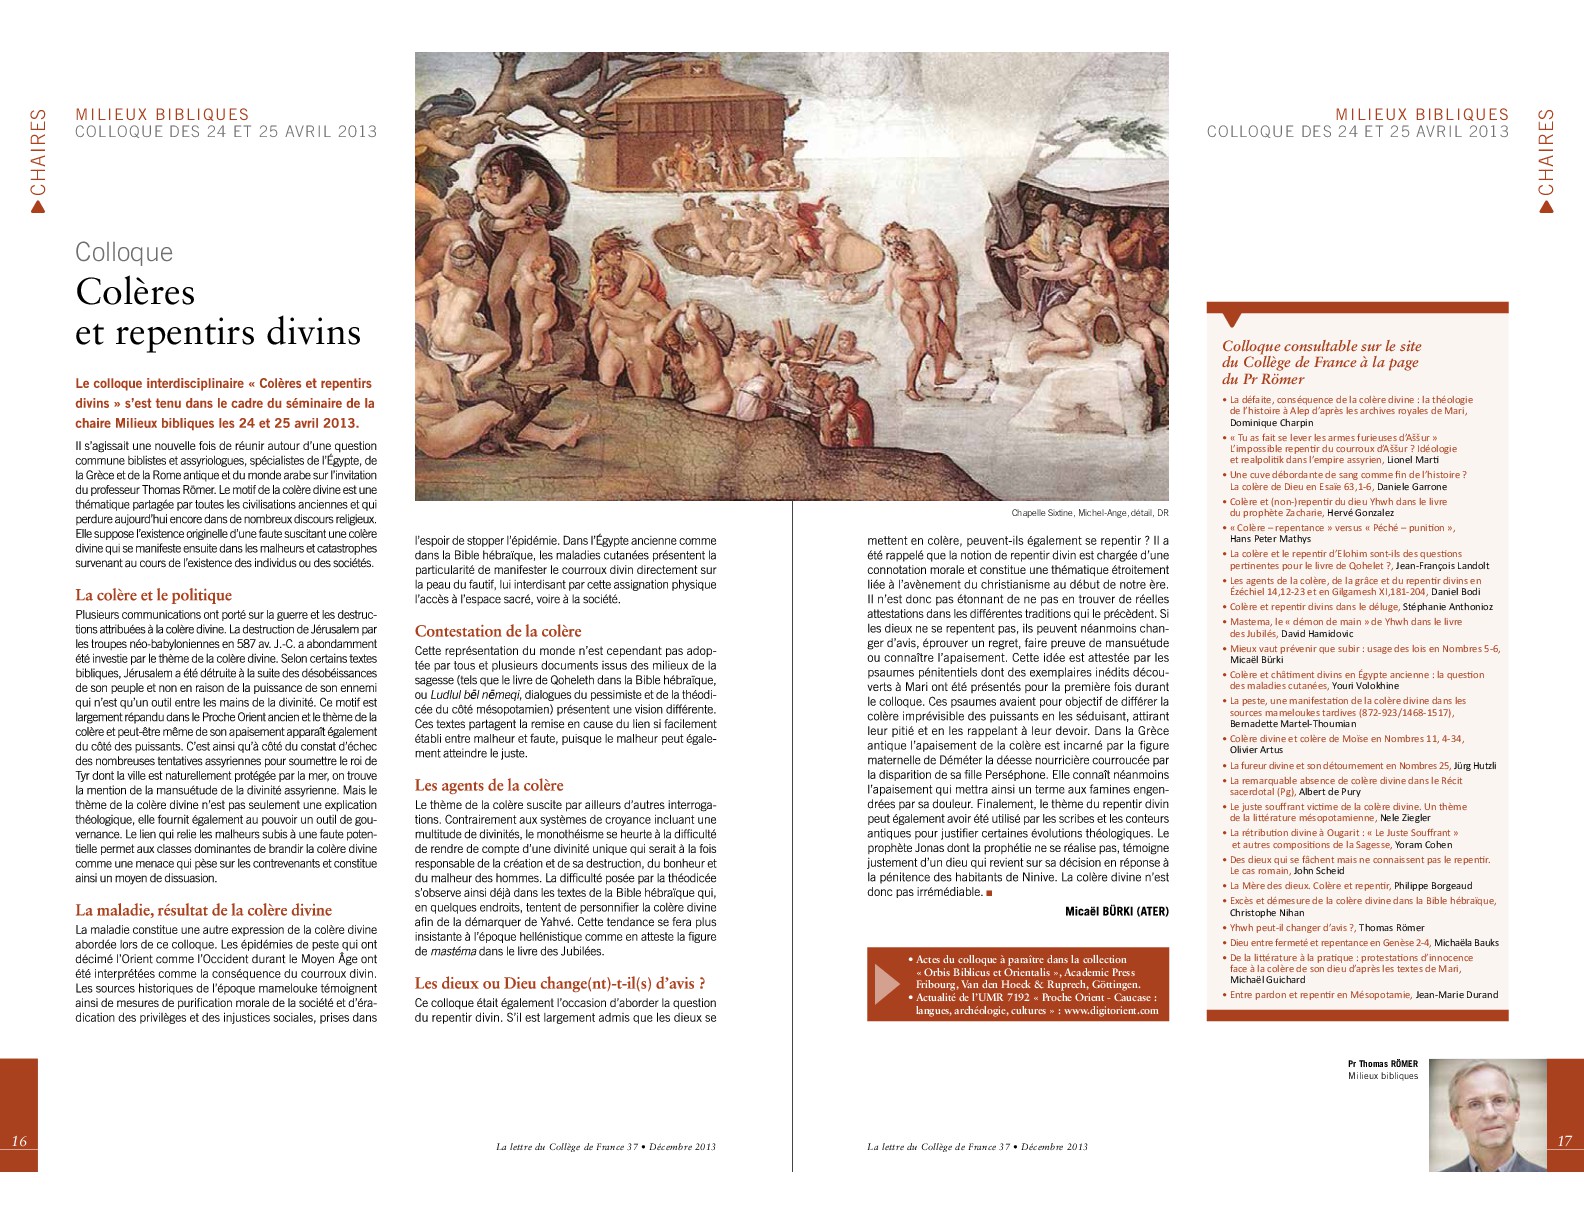 CHAIRES
MILIEUX BIBLIQUES
COLLOQUE DES 24 ET 25 AVRIL 2013
Colloque
Colères
et repentirs divins
Le colloque interdisciplinaire « Colères et repentirs
divins » s'est tenu dans le cadre du séminaire de la
chaire Milieux bibliques les 24 et 25 avril 2013.
Il s'agissait une nouvelle fois de réunir autour d'une question
commune biblistes et assyriologues, spécialistes de l'Égypte, de
la Grèce et de la Rome antique et du monde arabe sur l'invitation
du professeur Thomas Römer. Le motif de la colère divine est une
thématique partagée par toutes les civilisations anciennes et qui
perdure aujourd'hui encore dans de nombreux discours religieux.
Elle suppose l'existence originelle d'une faute suscitant une colère
divine qui se manifeste ensuite dans les malheurs et catastrophes
survenant au cours de l'existence des individus ou des sociétés.
La colère et le politique
Plusieurs communications ont porté sur la guerre et les destruc-
tions attribuées à la colère divine. La destruction de Jérusalem par
les troupes néo-babyloniennes en 587 av. J.-C. a abondamment
été investie par le thème de la colère divine. Selon certains textes
bibliques, Jérusalem a été détruite à la suite des désobéissances
de son peuple et non en raison de la puissance de son ennemi
qui n'est qu'un outil entre les mains de la divinité. Ce motif est
largement répandu dans le Proche Orient ancien et le thème de la
colère et peut-être même de son apaisement apparaît également
du côté des puissants. C'est ainsi qu'à côté du constat d'échec
des nombreuses tentatives assyriennes pour soumettre le roi de
Tyr dont la ville est naturellement protégée par la mer, on trouve
la mention de la mansuétude de la divinité assyrienne. Mais le
thème de la colère divine n'est pas seulement une explication
théologique, elle fournit également au pouvoir un outil de gou-
vernance. Le lien qui relie les malheurs subis à une faute poten-
tielle permet aux classes dominantes de brandir la colère divine
comme une menace qui pèse sur les contrevenants et constitue
ainsi un moyen de dissuasion.
La maladie, résultat de la colère divine
La maladie constitue une autre expression de la colère divine
abordée lors de ce colloque. Les épidémies de peste qui ont
décimé l'Orient comme l'Occident durant le Moyen Âge ont
été interprétées comme la conséquence du courroux divin.
Les sources historiques de l'époque mamelouke témoignent
ainsi de mesures de purification morale de la société et d'éra-
dication des privilèges et des injustices sociales, prises dans
l'espoir de stopper l'épidémie. Dans l'Égypte ancienne comme
dans la Bible hébraïque, les maladies cutanées présentent la
particularité de manifester le courroux divin directement sur
la peau du fautif, lui interdisant par cette assignation physique
l'accès à l'espace sacré, voire à la société.
Contestation de la colère
Cette représentation du monde n'est cependant pas adop-
tée par tous et plusieurs documents issus des milieux de la
sagesse (tels que le livre de Qoheleth dans la Bible hébraïque,
ou Ludlul bēl nēmeqi, dialogues du pessimiste et de la théodi-
cée du côté mésopotamien) présentent une vision différente.
Ces textes partagent la remise en cause du lien si facilement
établi entre malheur et faute, puisque le malheur peut égale-
ment atteindre le juste.
Les agents de la colère
Le thème de la colère suscite par ailleurs d'autres interroga-
tions. Contrairement aux systèmes de croyance incluant une
multitude de divinités, le monothéisme se heurte à la difficulté
de rendre de compte d'une divinité unique qui serait à la fois
responsable de la création et de sa destruction, du bonheur et
du malheur des hommes. La difficulté posée par la théodicée
s'observe ainsi déjà dans les textes de la Bible hébraïque qui,
en quelques endroits, tentent de personnifier la colère divine
afin de la démarquer de Yahvé. Cette tendance se fera plus
insistante à l'époque hellénistique comme en atteste la figure
de mastéma dans le livre des Jubilées.
Les dieux ou Dieu change(nt)-t-il(s) d'avis ?
Ce colloque était également l'occasion d'aborder la question
du repentir divin. S'il est largement admis que les dieux se
Chapelle Sixtine, Michel-Ange, détail, DR
mettent en colère, peuvent-ils également se repentir ? Il a
été rappelé que la notion de repentir divin est chargée d'une
connotation morale et constitue une thématique étroitement
liée à l'avènement du christianisme au début de notre ère.
Il n'est donc pas étonnant de ne pas en trouver de réelles
attestations dans les différentes traditions qui le précèdent. Si
les dieux ne se repentent pas, ils peuvent néanmoins chan-
ger d'avis, éprouver un regret, faire preuve de mansuétude
ou connaître l'apaisement. Cette idée est attestée par les
psaumes pénitentiels dont des exemplaires inédits décou-
verts à Mari ont été présentés pour la première fois durant
le colloque. Ces psaumes avaient pour objectif de différer la
colère imprévisible des puissants en les séduisant, attirant
leur pitié et en les rappelant à leur devoir. Dans la Grèce
antique l'apaisement de la colère est incarné par la figure
maternelle de Déméter la déesse nourricière courroucée par
la disparition de sa fille Perséphone. Elle connaît néanmoins
l'apaisement qui mettra ainsi un terme aux famines engen-
drées par sa douleur. Finalement, le thème du repentir divin
peut également avoir été utilisé par les scribes et les conteurs
antiques pour justifier certaines évolutions théologiques. Le
prophète Jonas dont la prophétie ne se réalise pas, témoigne
justement d'un dieu qui revient sur sa décision en réponse à
la pénitence des habitants de Ninive. La colère divine n'est
donc pas irrémédiable. ■
Micaël BÜRKI (ATER)
• Actes du colloque à paraître dans la collection
« Orbis Biblicus et Orientalis », Academic Press
Fribourg, Van den Hoeck & Ruprech, Göttingen.
• Actualité de l'UMR 7192 « Proche Orient - Caucase :
langues, archéologie, cultures » : www.digitorient.com
MILIEUX BIBLIQUES
COLLOQUE DES 24 ET 25 AVRIL 2013
CHAIRES
Colloque consultable sur le site
du Collège de France à la page
du Pr Römer
• La défaite, conséquence de la colère divine : la théologie
de l'histoire à Alep d'après les archives royales de Mari,
Dominique Charpin
• « Tu as fait se lever les armes furieuses d'Aššur »
L'impossible repentir du courroux d'Aššur ? Idéologie
et realpolitik dans l'empire assyrien, Lionel Marti
• Une cuve débordante de sang comme fin de l'histoire ?
La colère de Dieu en Esaïe 63,1-6, Daniele Garrone
• Colère et (non-)repentir du dieu Yhwh dans le livre
du prophète Zacharie, Hervé Gonzalez
• « Colère – repentance » versus « Péché – punition »,
Hans Peter Mathys
• La colère et le repentir d'Elohim sont-ils des questions
pertinentes pour le livre de Qohelet ?, Jean-François Landolt
• Les agents de la colère, de la grâce et du repentir divins en
Ézéchiel 14,12-23 et en Gilgamesh XI,181-204, Daniel Bodi
• Colère et repentir divins dans le déluge, Stéphanie Anthonioz
• Mastema, le « démon de main » de Yhwh dans le livre
des Jubilés, David Hamidovic
• Mieux vaut prévenir que subir : usage des lois en Nombres 5-6,
Micaël Bürki
• Colère et châtiment divins en Égypte ancienne : la question
des maladies cutanées, Youri Volokhine
• La peste, une manifestation de la colère divine dans les
sources mameloukes tardives (872-923/1468-1517),
Bernadette Martel-Thoumian
• Colère divine et colère de Moïse en Nombres 11, 4-34,
Olivier Artus
• La fureur divine et son détournement en Nombres 25, Jürg Hutzli
• La remarquable absence de colère divine dans le Récit
sacerdotal (Pg), Albert de Pury
• Le juste souffrant victime de la colère divine. Un thème
de la littérature mésopotamienne, Nele Ziegler
• La rétribution divine à Ougarit : « Le Juste Souffrant »
et autres compositions de la Sagesse, Yoram Cohen
• Des dieux qui se fâchent mais ne connaissent pas le repentir.
Le cas romain, John Scheid
• La Mère des dieux. Colère et repentir, Philippe Borgeaud
• Excès et démesure de la colère divine dans la Bible hébraïque,
Christophe Nihan
• Yhwh peut-il changer d'avis ?, Thomas Römer
• Dieu entre fermeté et repentance en Genèse 2-4, Michaëla Bauks
• De la littérature à la pratique : protestations d'innocence
face à la colère de son dieu d'après les textes de Mari,
Michaël Guichard
• Entre pardon et repentir en Mésopotamie, Jean-Marie Durand
Pr Thomas RÖMER
Milieux bibliques
16
La lettre du Collège de France 37 • Décembre 2013
La lettre du Collège de France 37 • Décembre 2013
17